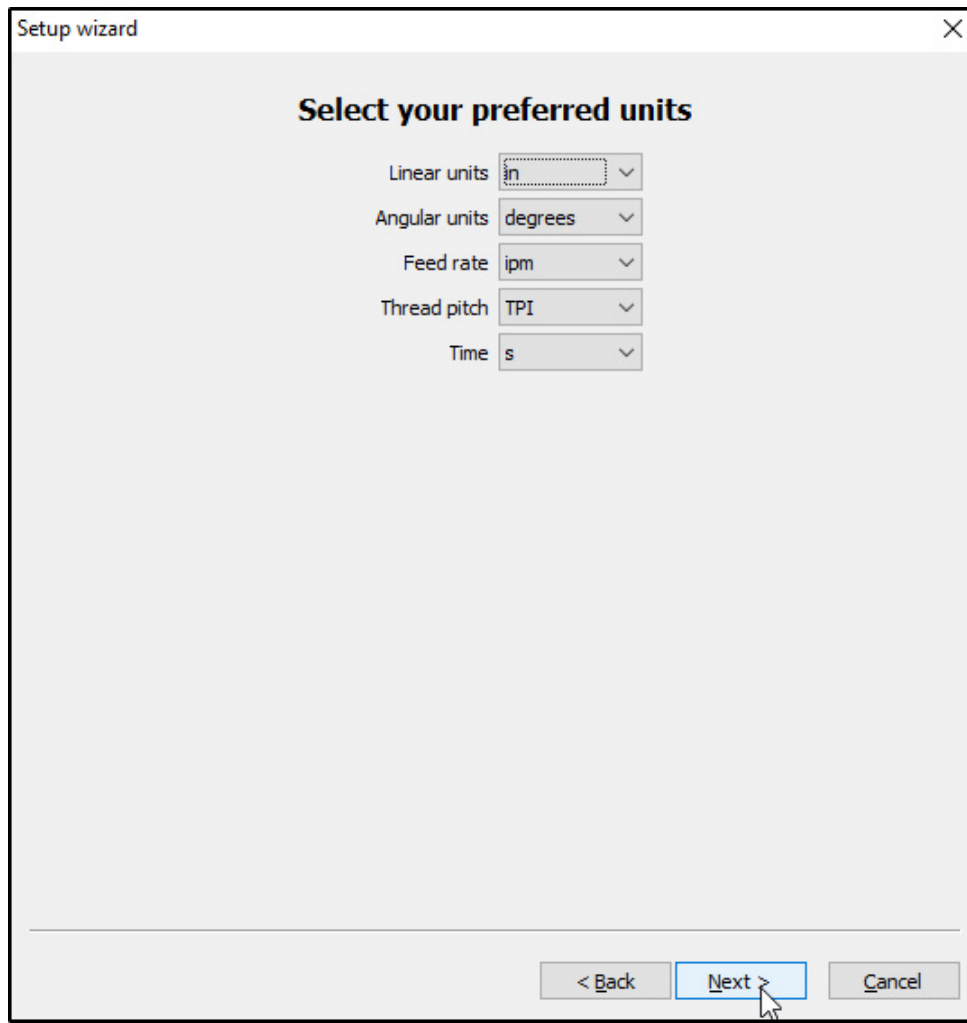 Setup wizard
Select your preferred units
Linear units in
Angular units degrees
Feed rate ipm
Thread pitch TPI
Time s
< Back Next > Cancel